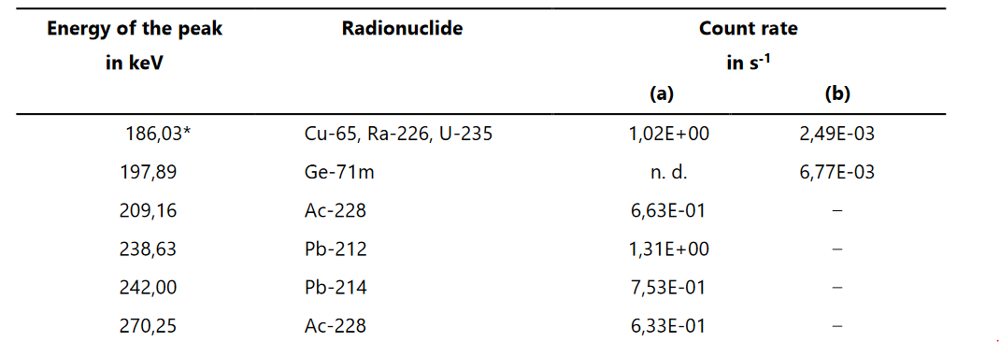 Energy of the peak Radionuclide Count rate
in keV in s-1
(a) (b)
186,03* Cu-65, Ra-226, U-235 1,02E+00 2,49E-03
197,89 Ge-71m n. d. 6,77E-03
209,16 Ac-228 6,63E-01 –
238,63 Pb-212 1,31E+00 –
242,00 Pb-214 7,53E-01 –
270,25 Ac-228 6,33E-01 –